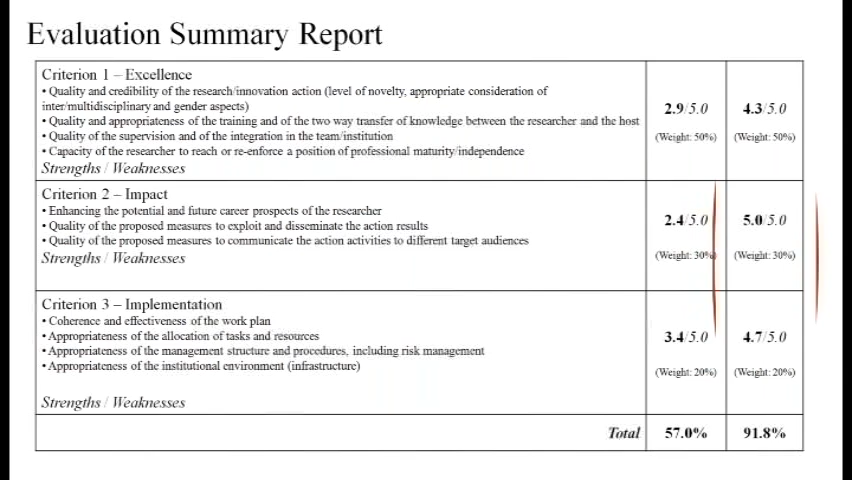 Evaluation Summary Report
Criterion 1 – Excellence
• Quality and credibility of the research/innovation action (level of novelty, appropriate consideration of
inter/multidisciplinary and gender aspects)
• Quality and appropriateness of the training and of the two way transfer of knowledge between the researcher and the host
• Quality of the supervision and of the integration in the team/institution
• Capacity of the researcher to reach or re-enforce a position of professional maturity/independence
Strengths / Weaknesses
2.9/5.0
(Weight: 50%)
4.3/5.0
(Weight: 50%)
Criterion 2 – Impact
• Enhancing the potential and future career prospects of the researcher
• Quality of the proposed measures to exploit and disseminate the action results
• Quality of the proposed measures to communicate the action activities to different target audiences
Strengths / Weaknesses
2.4/5.0
(Weight: 30%)
5.0/5.0
(Weight: 30%)
Criterion 3 – Implementation
• Coherence and effectiveness of the work plan
• Appropriateness of the allocation of tasks and resources
• Appropriateness of the management structure and procedures, including risk management
• Appropriateness of the institutional environment (infrastructure)
Strengths / Weaknesses
3.4/5.0
(Weight: 20%)
4.7/5.0
(Weight: 20%)
Total 57.0% 91.8%